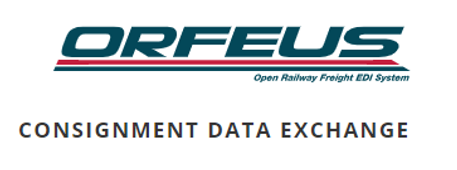 ORFEUS
Open Railway Freight EDI System
CONSIGNMENT DATA EXCHANGE